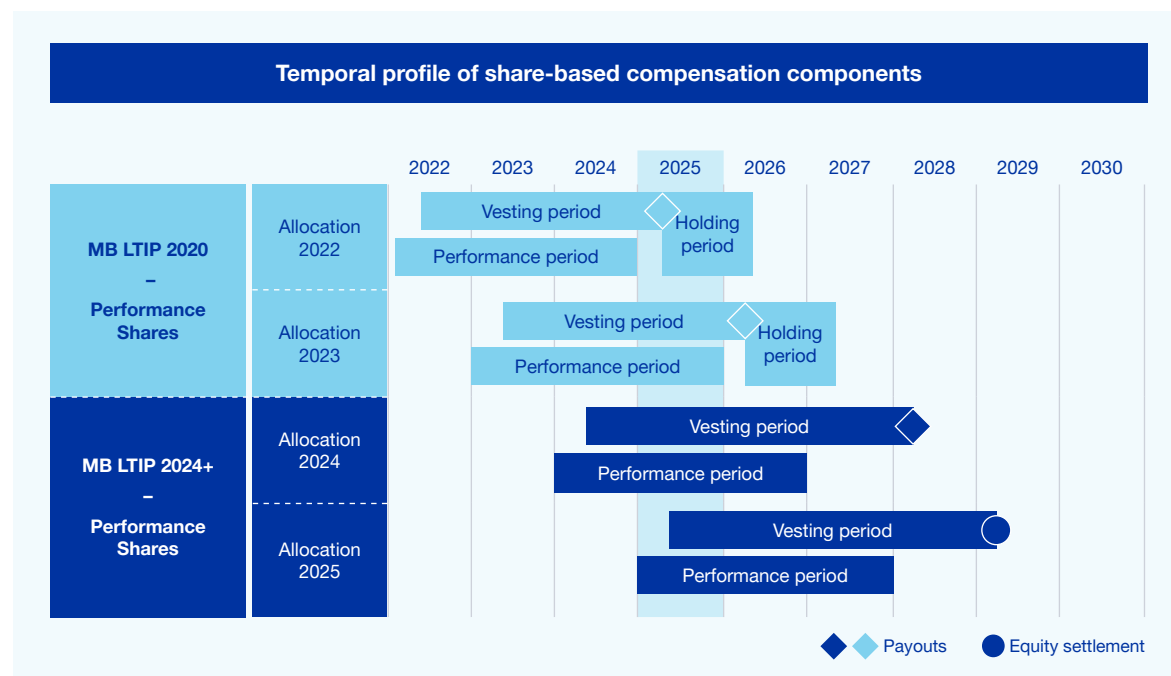 Temporal profile of share-based compensation components
2022 2023 2024 2025 2026 2027 2028 2029 2030
MB LTIP 2020
–
Performance
Shares
Allocation
2022
Vesting period
Holding
period
Performance period
Allocation
2023
Vesting period
Holding
period
Performance period
MB LTIP 2024+
–
Performance
Shares
Allocation
2024
Vesting period
Performance period
Allocation
2025
Vesting period
Performance period
Payouts
Equity settlement